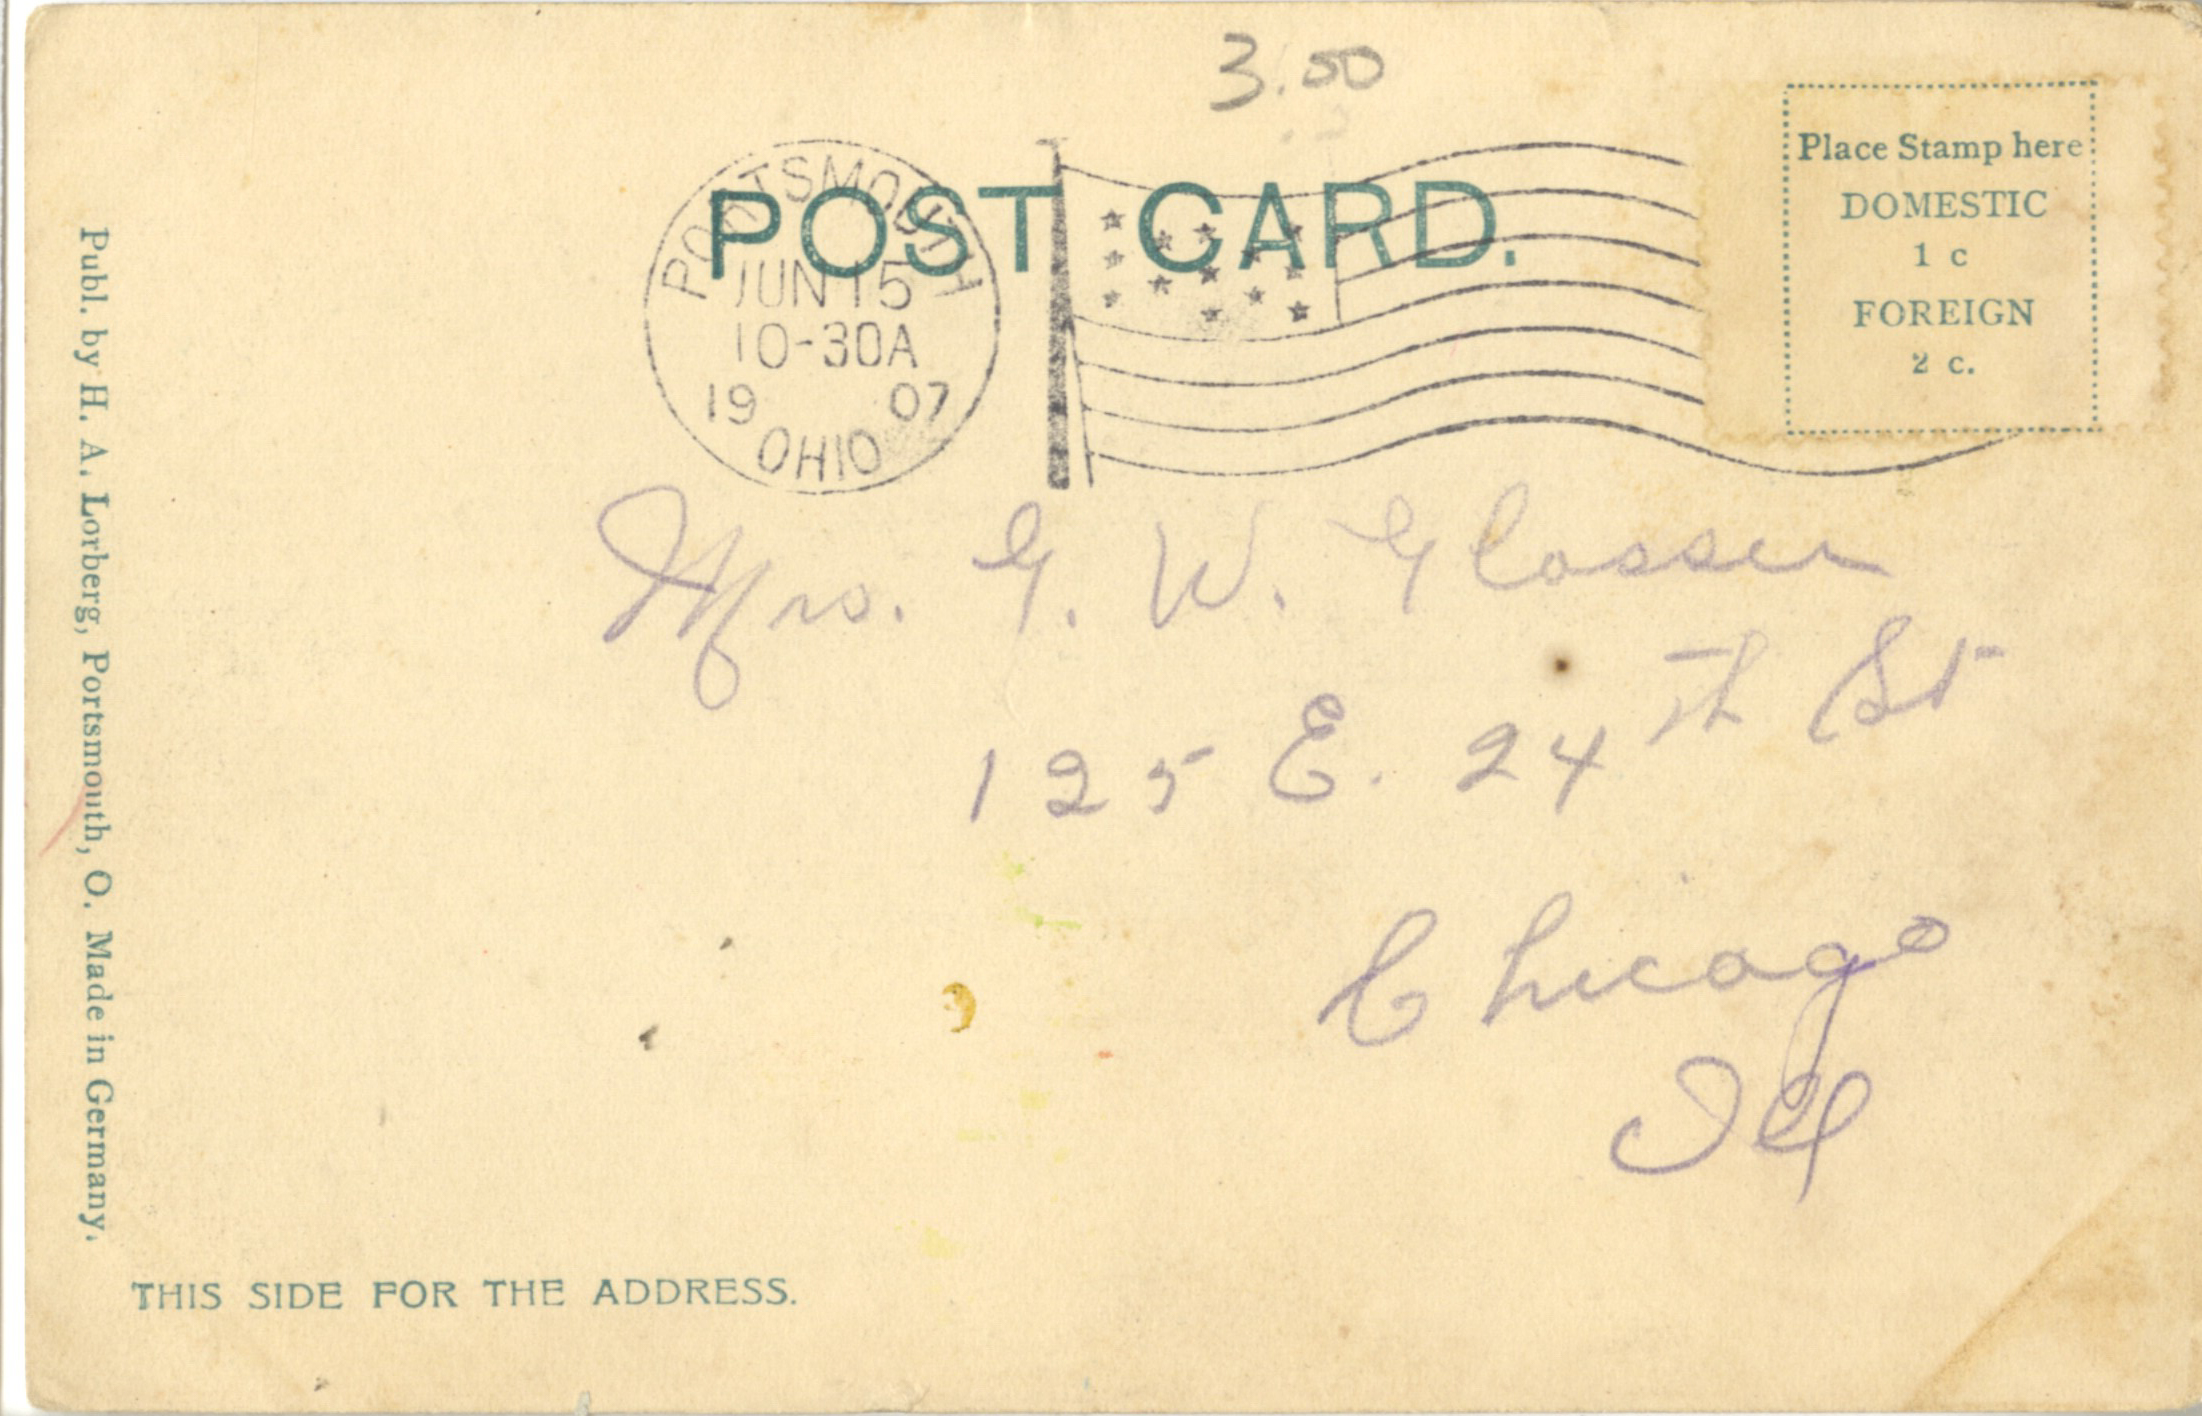 3.50
POST CARD.
PORTSMOUTH
JUN 15
10-30A
19 07
OHIO
Place Stamp here
DOMESTIC
1 c
FOREIGN
2 c.
Mrs. G. W. Glosser
125 E. 24th St
Chicago
Ill
Publ. by H. A. Lorberg, Portsmouth, O. Made in Germany.
THIS SIDE FOR THE ADDRESS.